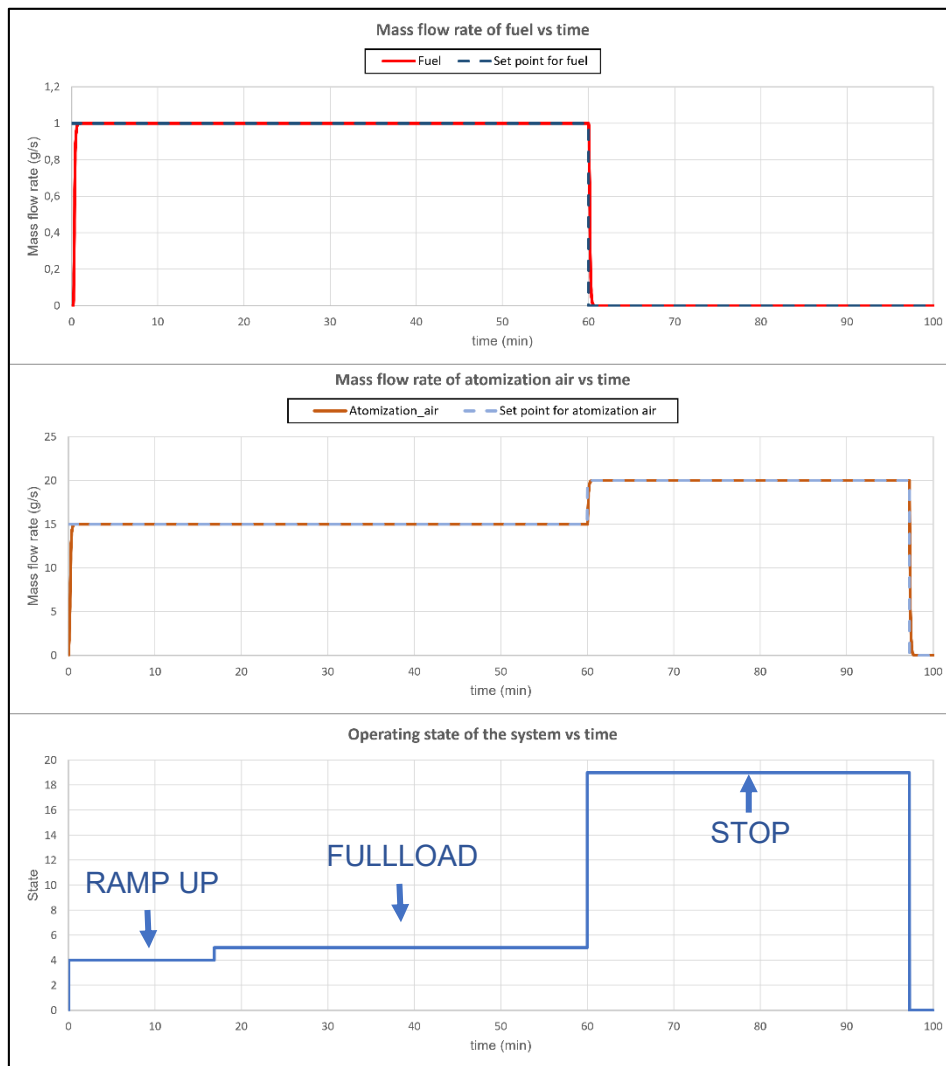 Mass flow rate of fuel vs time
Fuel Set point for fuel
1,2
1
0,8
0,6
0,4
0,2
0
Mass flow rate (g/s)
0 10 20 30 40 50 60 70 80 90 100
time (min)
Mass flow rate of atomization air vs time
Atomization_air Set point for atomization air
25
20
15
10
5
0
Mass flow rate (g/s)
0 10 20 30 40 50 60 70 80 90 100
time (min)
Operating state of the system vs time
20
18
16
14
12
10
8
6
4
2
0
State
RAMP UP
FULLLOAD
STOP
0 10 20 30 40 50 60 70 80 90 100
time (min)